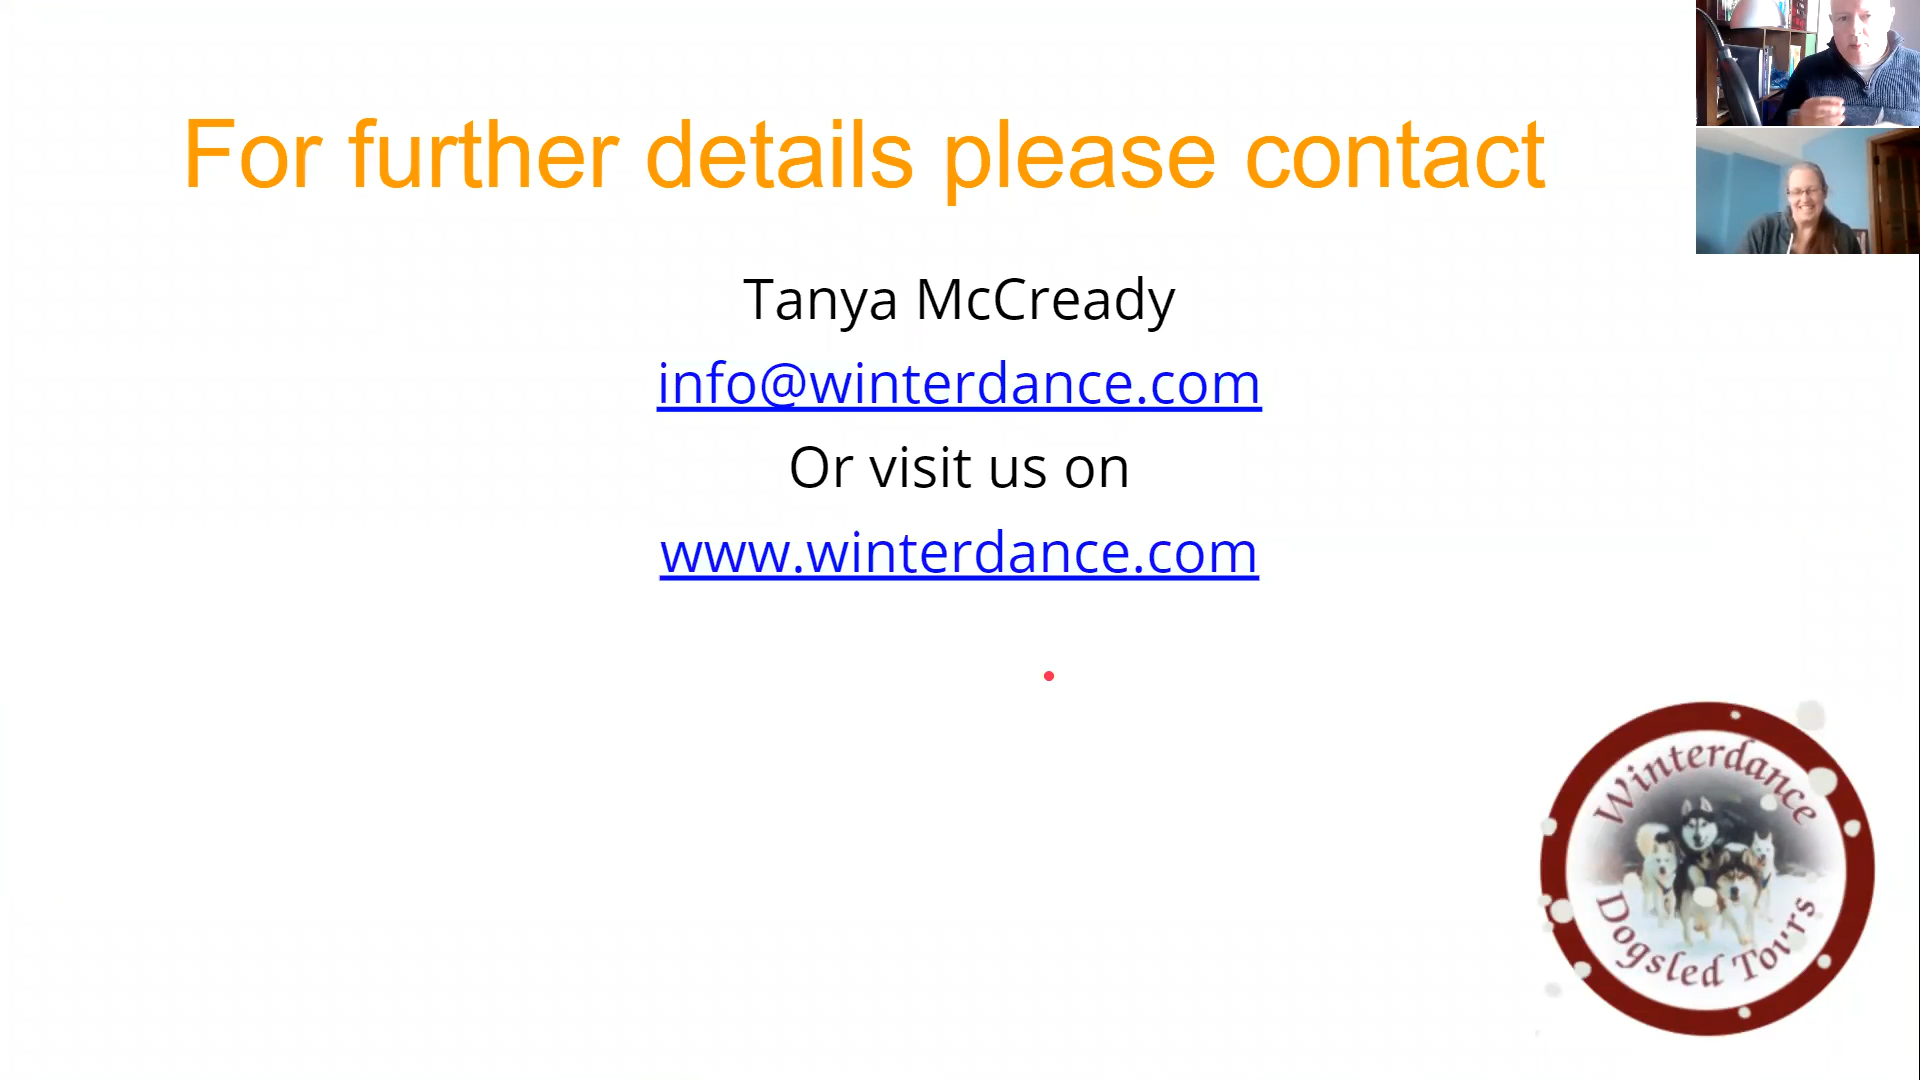 For further details please contact
Tanya McCready
info@winterdance.com
Or visit us on
www.winterdance.com
Winterdance
Dogsled Tours